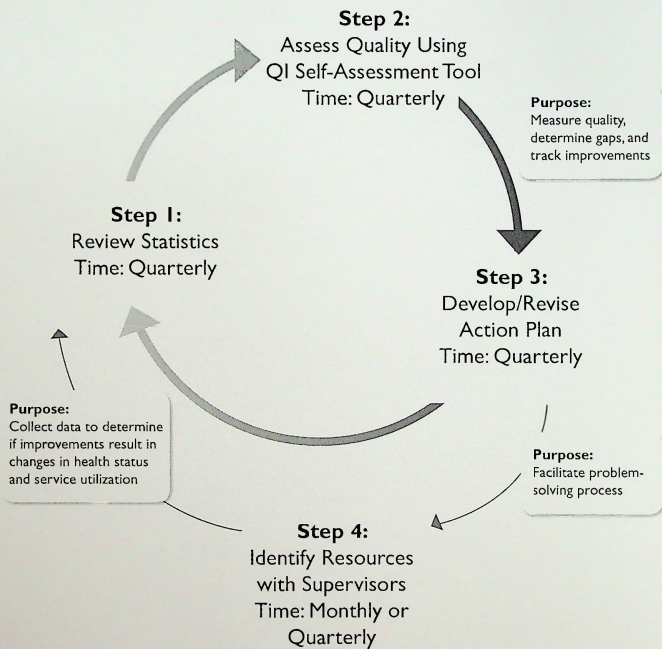 Step 2:
Assess Quality Using
QI Self-Assessment Tool
Time: Quarterly
Purpose:
Measure quality,
determine gaps, and
track improvements
Step 1:
Review Statistics
Time: Quarterly
Step 3:
Develop/Revise
Action Plan
Time: Quarterly
Purpose:
Collect data to determine
if improvements result in
changes in health status
and service utilization
Purpose:
Facilitate problem-
solving process
Step 4:
Identify Resources
with Supervisors
Time: Monthly or
Quarterly